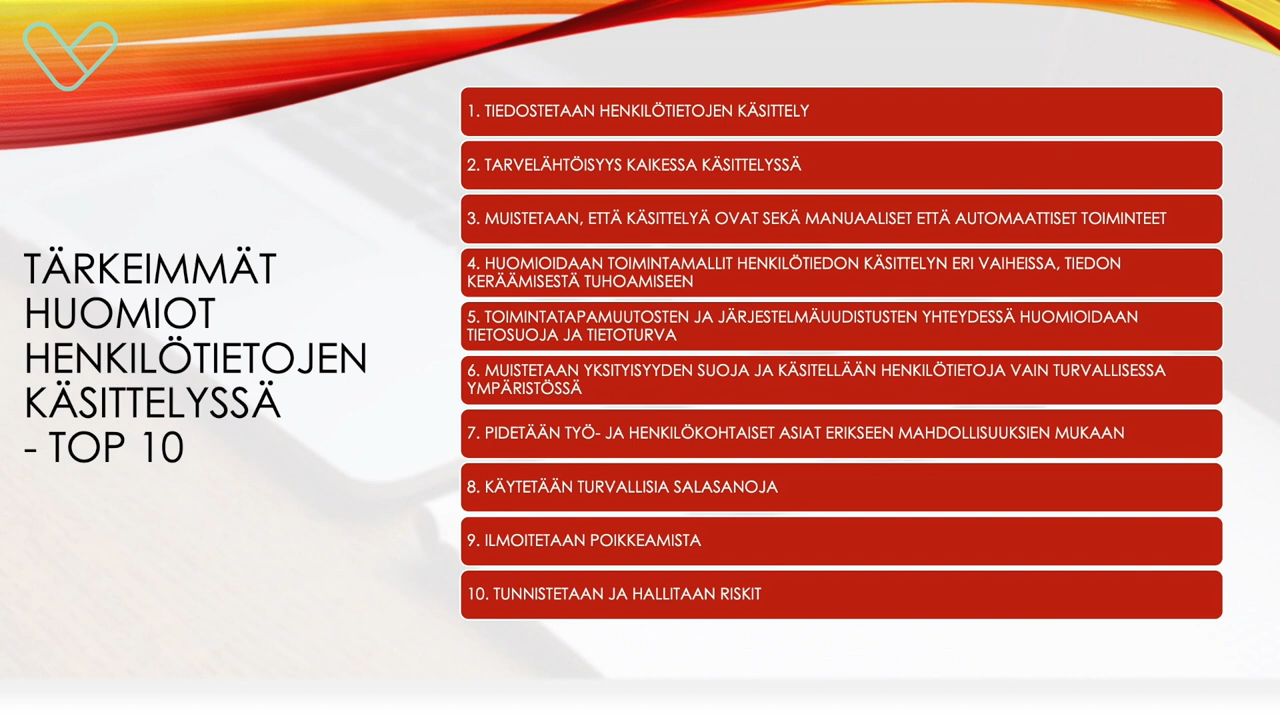 TÄRKEIMMÄT
HUOMIOT
HENKILÖTIETOJEN
KÄSITTELYSSÄ
- TOP 10
1. TIEDOSTETAAN HENKILÖTIETOJEN KÄSITTELY
2. TARVELÄHTÖISYYS KAIKESSA KÄSITTELYSSÄ
3. MUISTETAAN, ETTÄ KÄSITTELYÄ OVAT SEKÄ MANUAALISET ETTÄ AUTOMAATTISET TOIMINTEET
4. HUOMIOIDAAN TOIMINTAMALLIT HENKILÖTIEDON KÄSITTELYN ERI VAIHEISSA, TIEDON
KERÄÄMISESTÄ TUHOAMISEEN
5. TOIMINTATAPAMUUTOSTEN JA JÄRJESTELMÄUUDISTUSTEN YHTEYDESSÄ HUOMIOIDAAN
TIETOSUOJA JA TIETOTURVA
6. MUISTETAAN YKSITYISYYDEN SUOJA JA KÄSITELLÄÄN HENKILÖTIETOJA VAIN TURVALLISESSA
YMPÄRISTÖSSÄ
7. PIDETÄÄN TYÖ- JA HENKILÖKOHTAISET ASIAT ERIKSEEN MAHDOLLISUUKSIEN MUKAAN
8. KÄYTETÄÄN TURVALLISIA SALASANOJA
9. ILMOITETAAN POIKKEAMISTA
10. TUNNISTETAAN JA HALLITAAN RISKIT